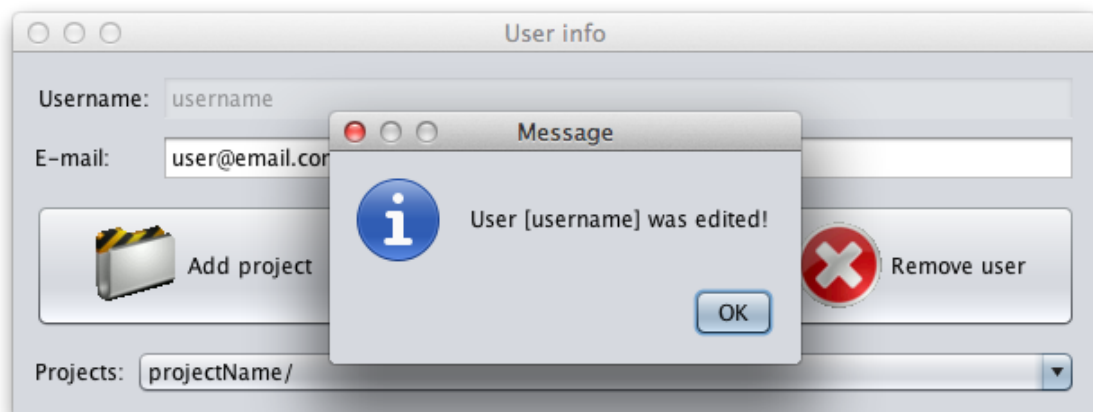 User info
Username: username
Message
E-mail: user@email.com
User [username] was edited!
Add project
Remove user
OK
Projects: projectName/